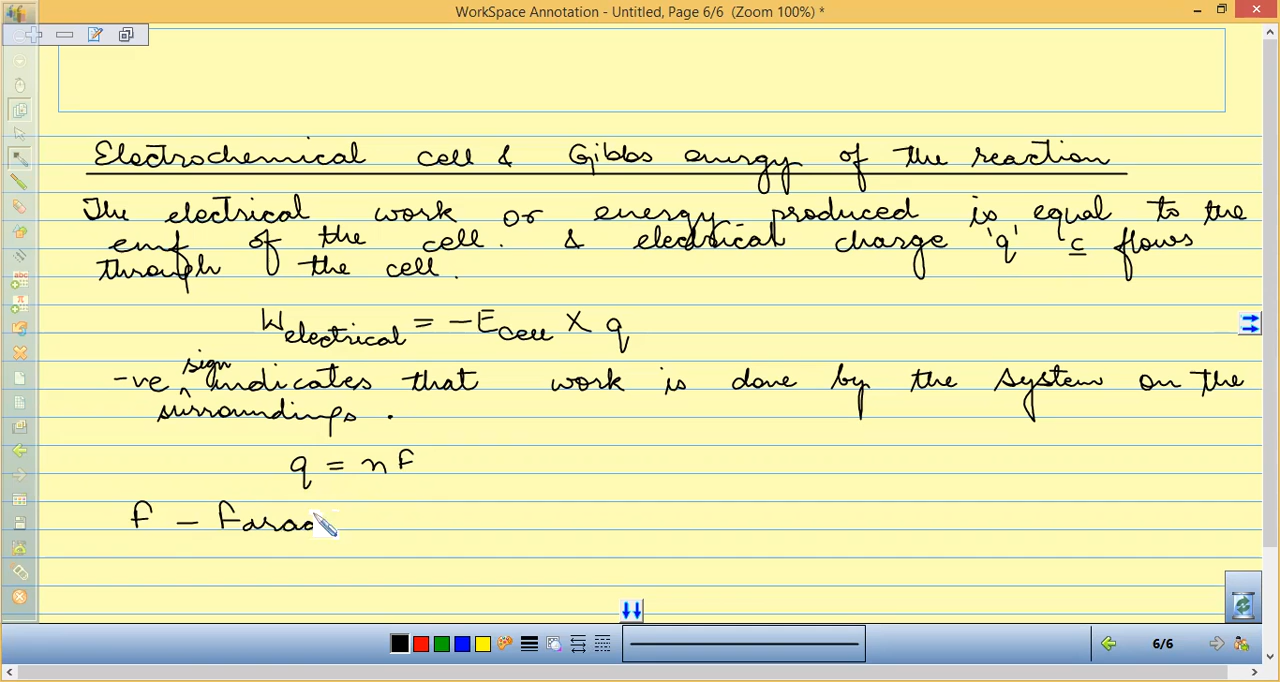 WorkSpace Annotation - Untitled, Page 6/6 (Zoom 100%) *
Electrochemical cell & Gibbs energy of the reaction
The electrical work or energy produced is equal to the
emf of the cell. & electrical charge 'q' c flows
through the cell.
Welectrical = -Ecell X q
-ve sign indicates that work is done by the system on the
surroundings.
q = nF
F - Farad
6/6